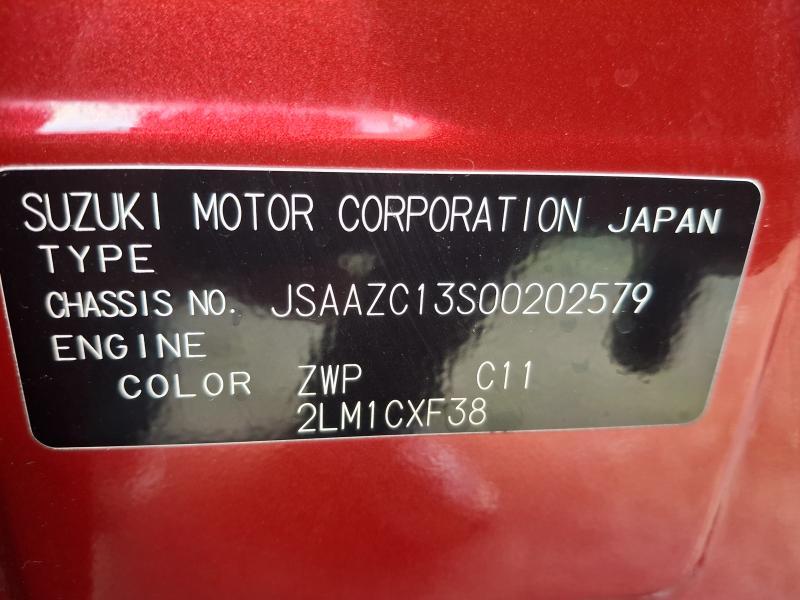 SUZUKI MOTOR CORPORATION JAPAN
TYPE
CHASSIS NO. JSAAZC13S00202579
ENGINE
COLOR ZWP C11
2LM1CXF38